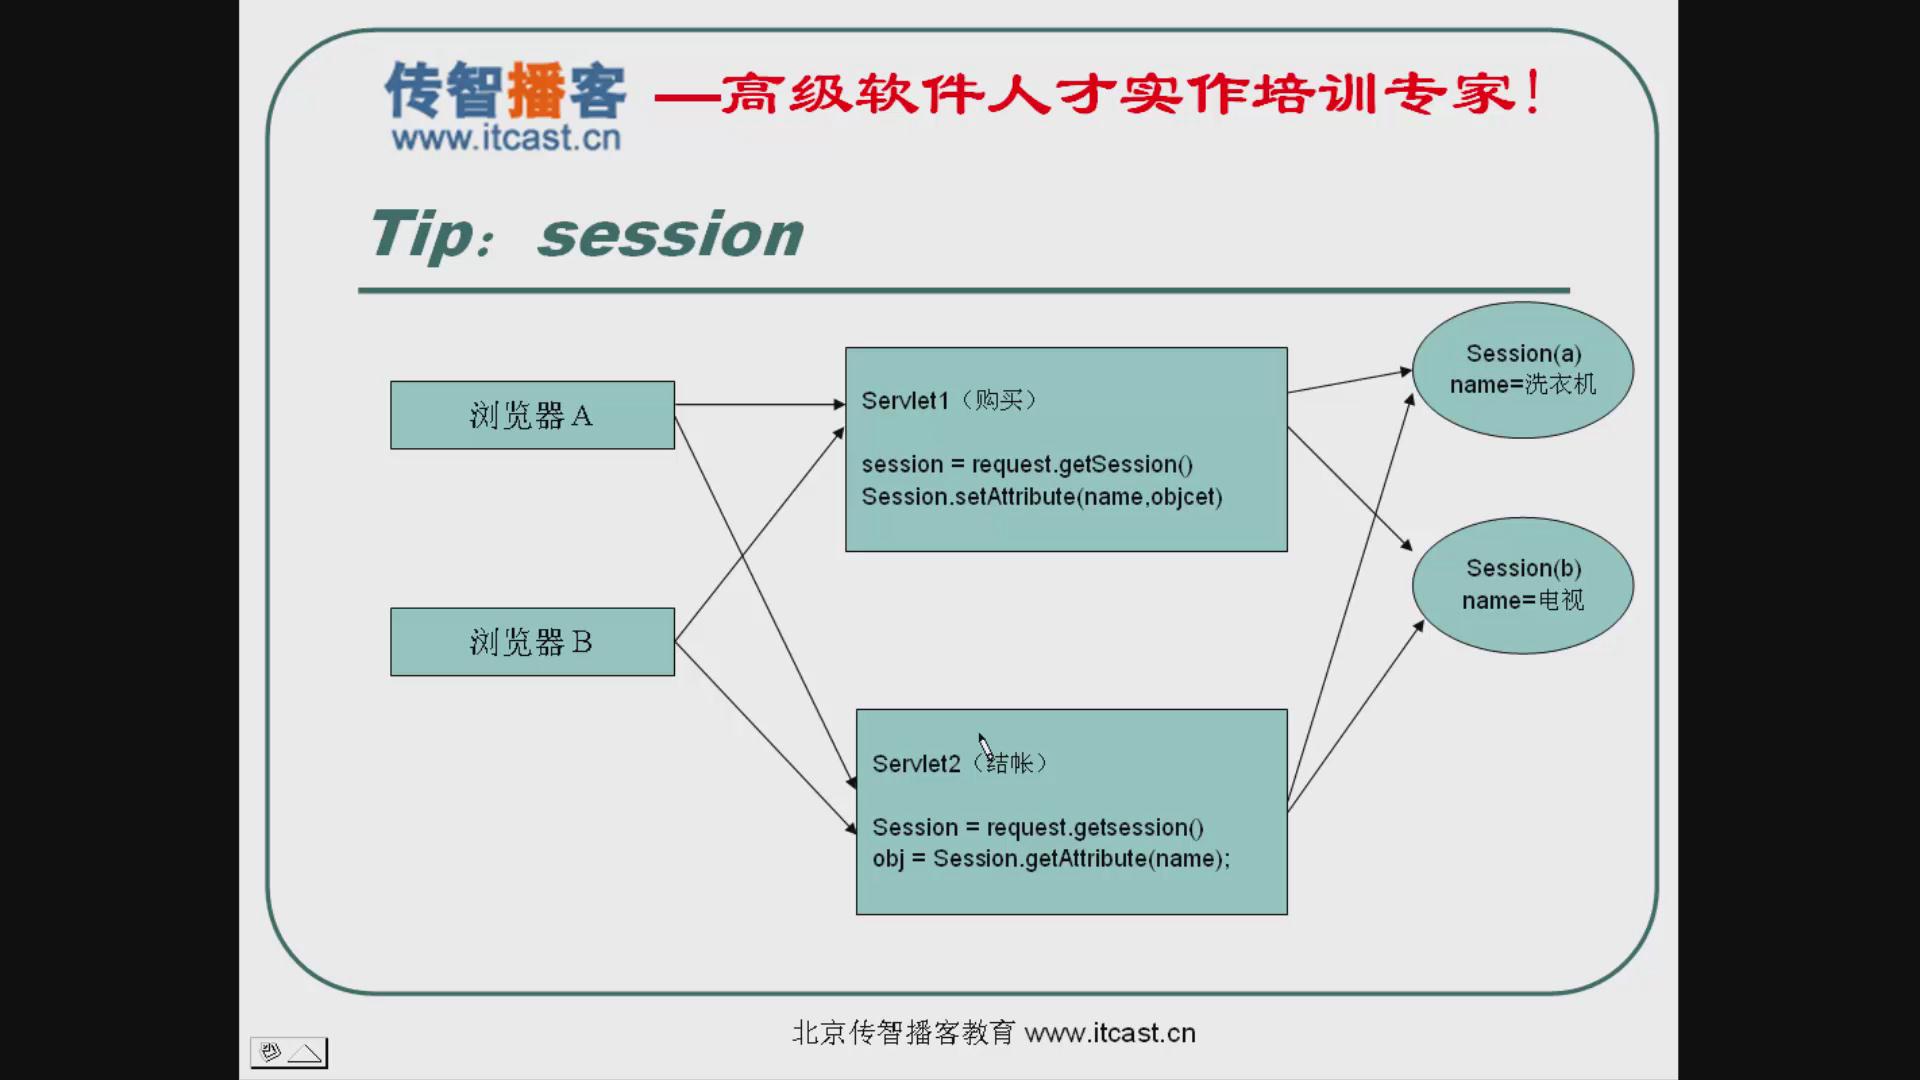 传智播客 —高级软件人才实作培训专家!
www.itcast.cn
Tip：session
浏览器A
浏览器B
Servlet1（购买）
session = request.getSession()
Session.setAttribute(name,objcet)
Servlet2（结帐）
Session = request.getsession()
obj = Session.getAttribute(name);
Session(a)
name=洗衣机
Session(b)
name=电视
北京传智播客教育 www.itcast.cn